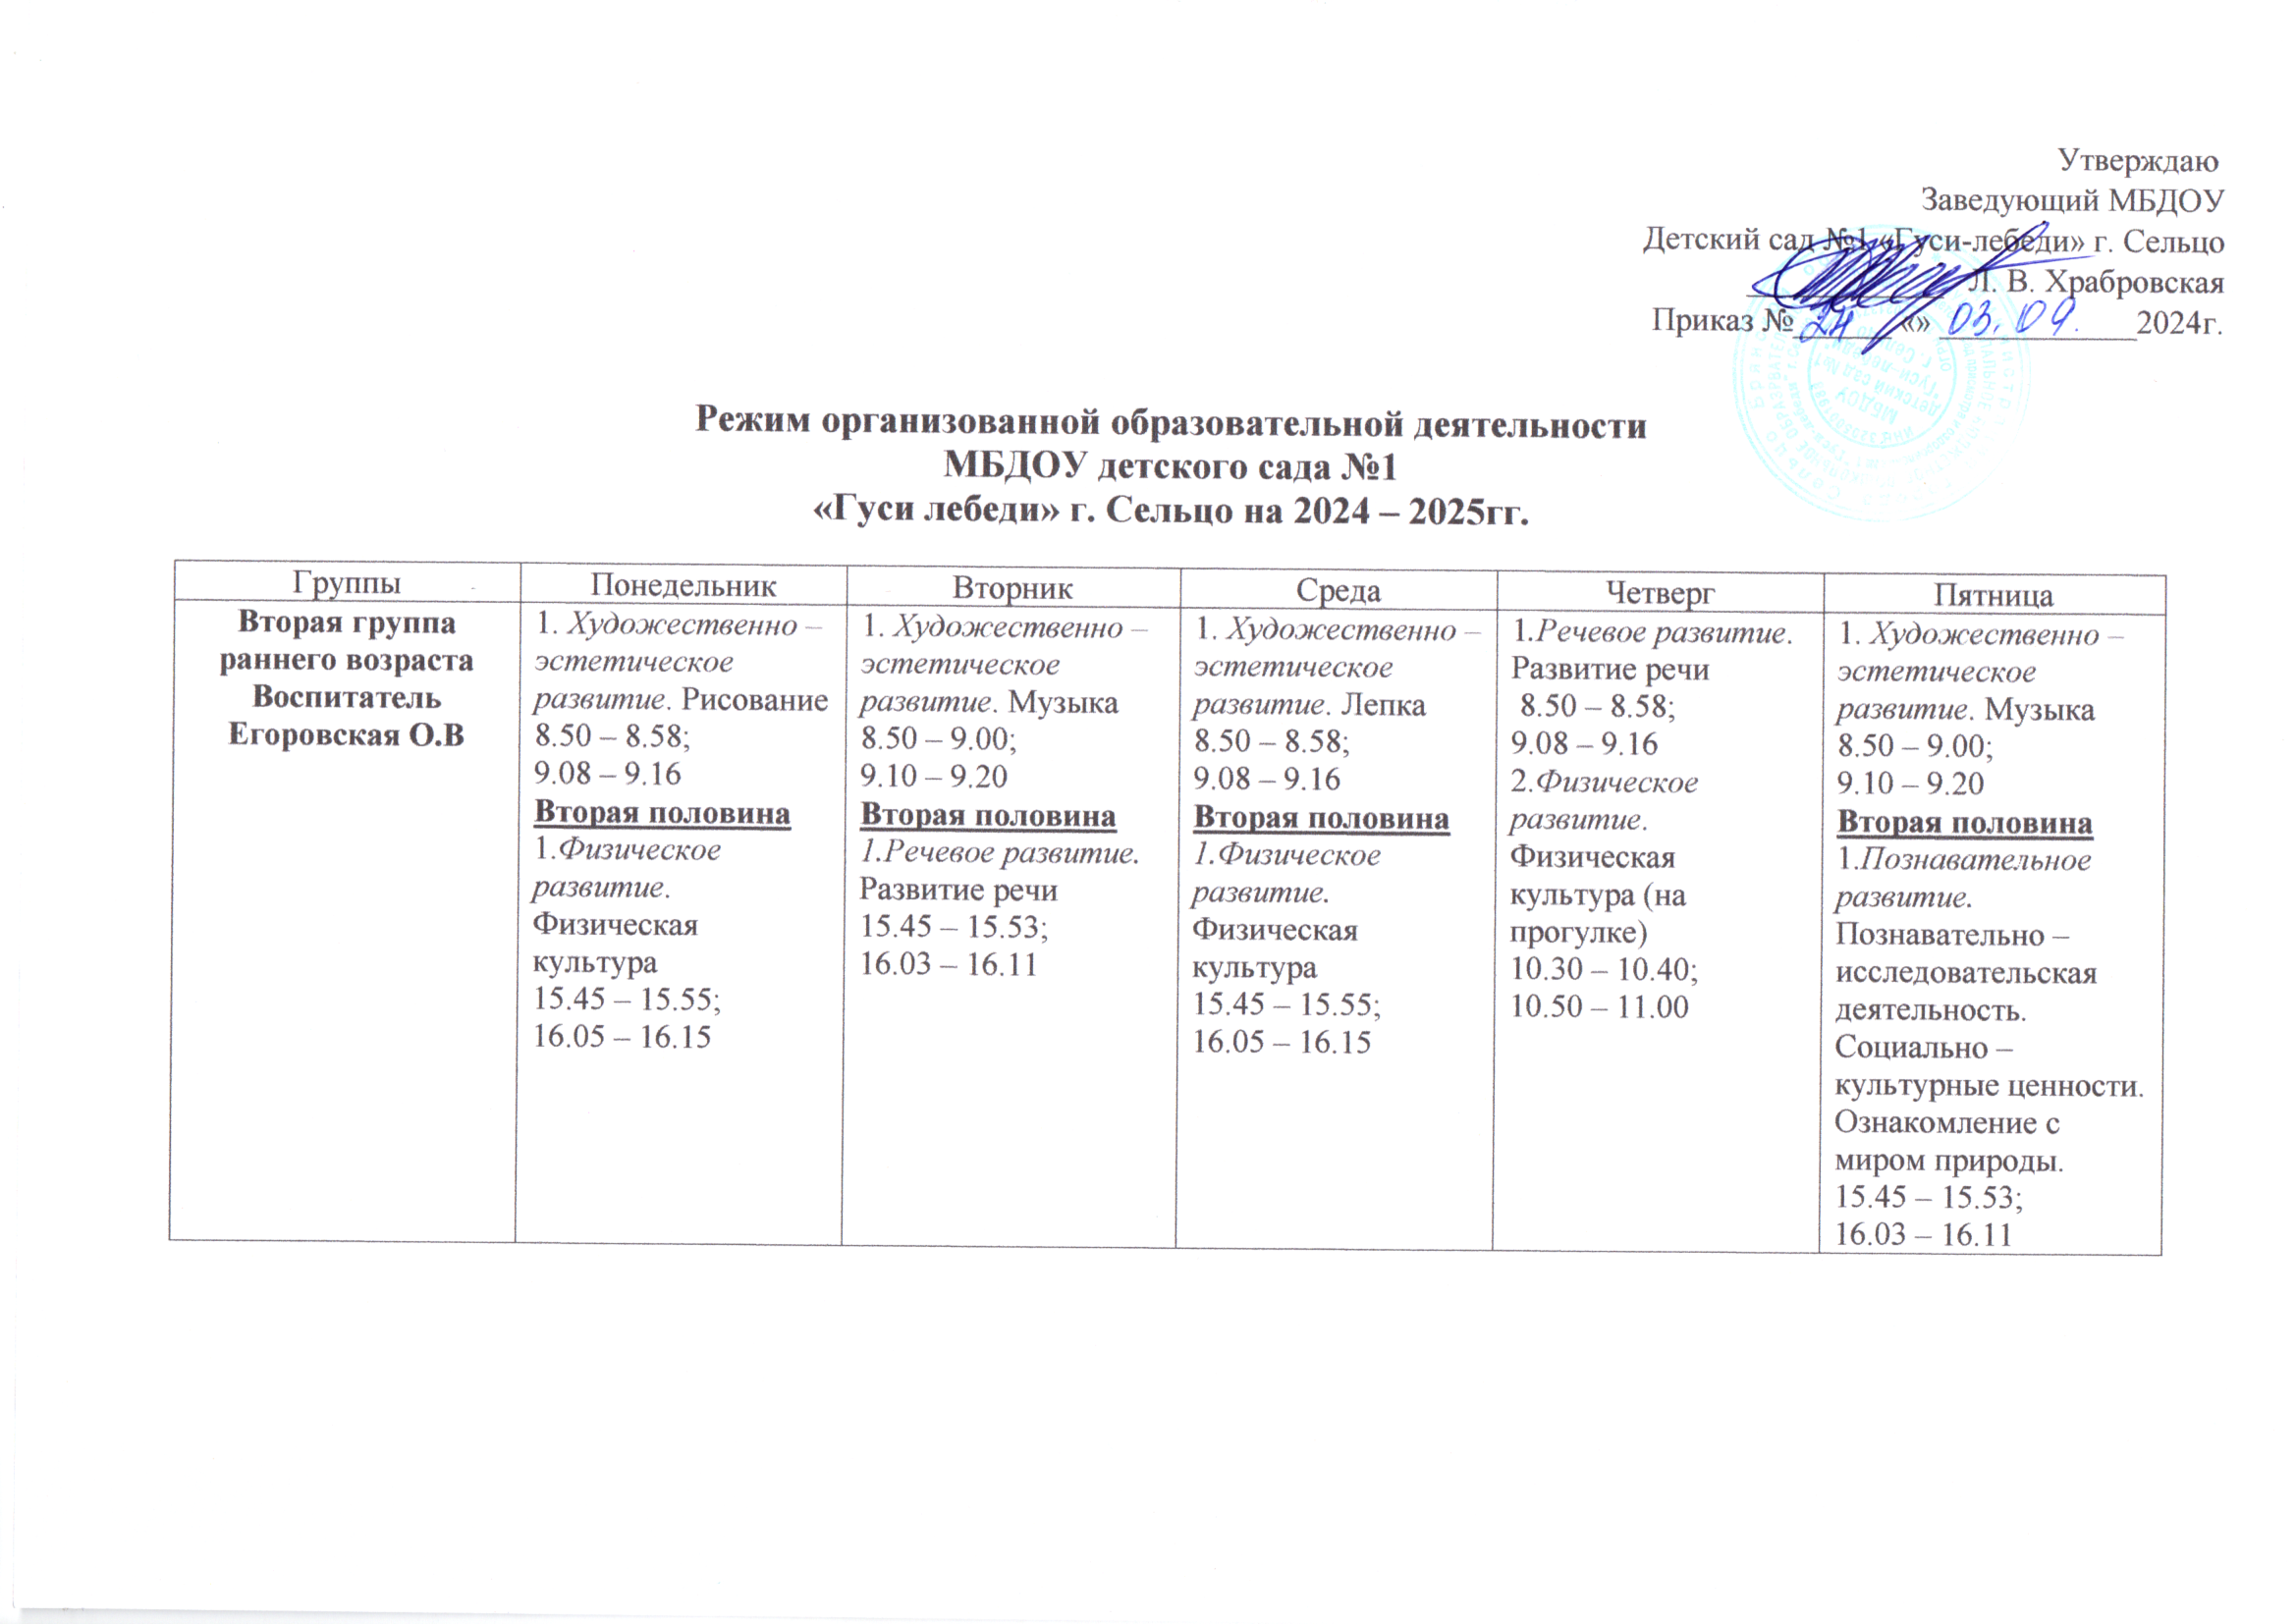 Утверждаю
Заведующий МБДОУ
Детский сад №1 «Гуси-лебеди» г. Сельцо
Л. В. Храбровская
Приказ № 24 «» 03.09. 2024г.
Режим организованной образовательной деятельности
МБДОУ детского сада №1
«Гуси лебеди» г. Сельцо на 2024 – 2025гг.
Группы
Понедельник
Вторник
Среда
Четверг
Пятница
Вторая группа
раннего возраста
Воспитатель
Егоровская О.В
1. Художественно –
эстетическое
развитие. Рисование
8.50 – 8.58;
9.08 – 9.16
Вторая половина
1.Физическое
развитие.
Физическая
культура
15.45 – 15.55;
16.05 – 16.15
1. Художественно –
эстетическое
развитие. Музыка
8.50 – 9.00;
9.10 – 9.20
Вторая половина
1.Речевое развитие.
Развитие речи
15.45 – 15.53;
16.03 – 16.11
1. Художественно –
эстетическое
развитие. Лепка
8.50 – 8.58;
9.08 – 9.16
Вторая половина
1.Физическое
развитие.
Физическая
культура
15.45 – 15.55;
16.05 – 16.15
1.Речевое развитие.
Развитие речи
8.50 – 8.58;
9.08 – 9.16
2.Физическое
развитие.
Физическая
культура (на
прогулке)
10.30 – 10.40;
10.50 – 11.00
1. Художественно –
эстетическое
развитие. Музыка
8.50 – 9.00;
9.10 – 9.20
Вторая половина
1.Познавательное
развитие.
Познавательно –
исследовательская
деятельность.
Социально –
культурные ценности.
Ознакомление с
миром природы.
15.45 – 15.53;
16.03 – 16.11
МБДОУ
детский сад №1
"Гуси-лебеди"
г. Сельцо